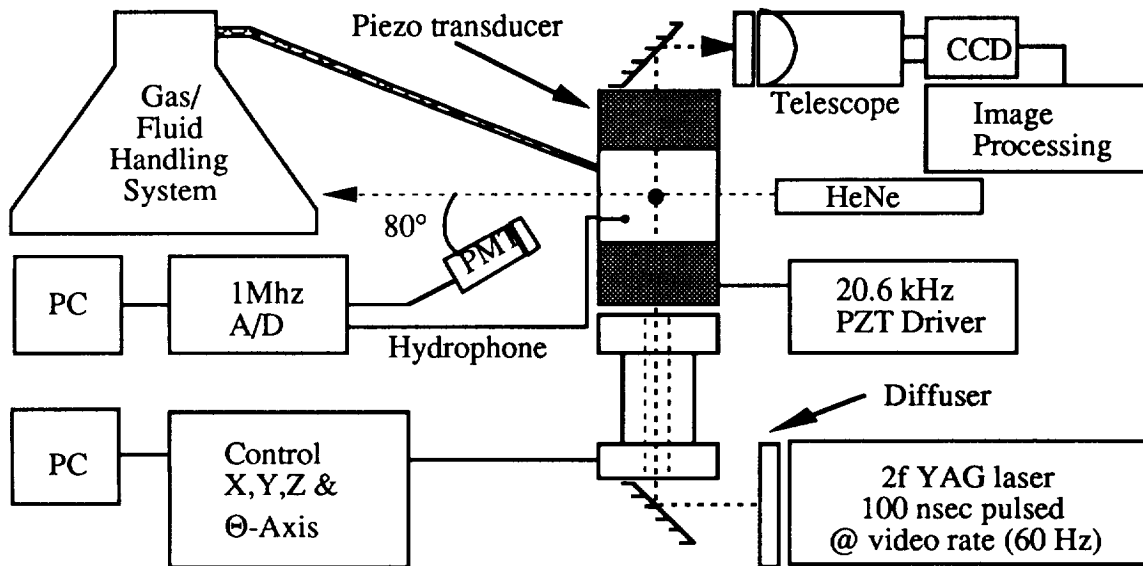 Piezo transducer
CCD
Telescope
Image
Processing
Gas/
Fluid
Handling
System
HeNe
80°
PMT
PC
1Mhz
A/D
20.6 kHz
PZT Driver
Hydrophone
Diffuser
PC
Control
X,Y,Z &
Θ-Axis
2f YAG laser
100 nsec pulsed
@ video rate (60 Hz)